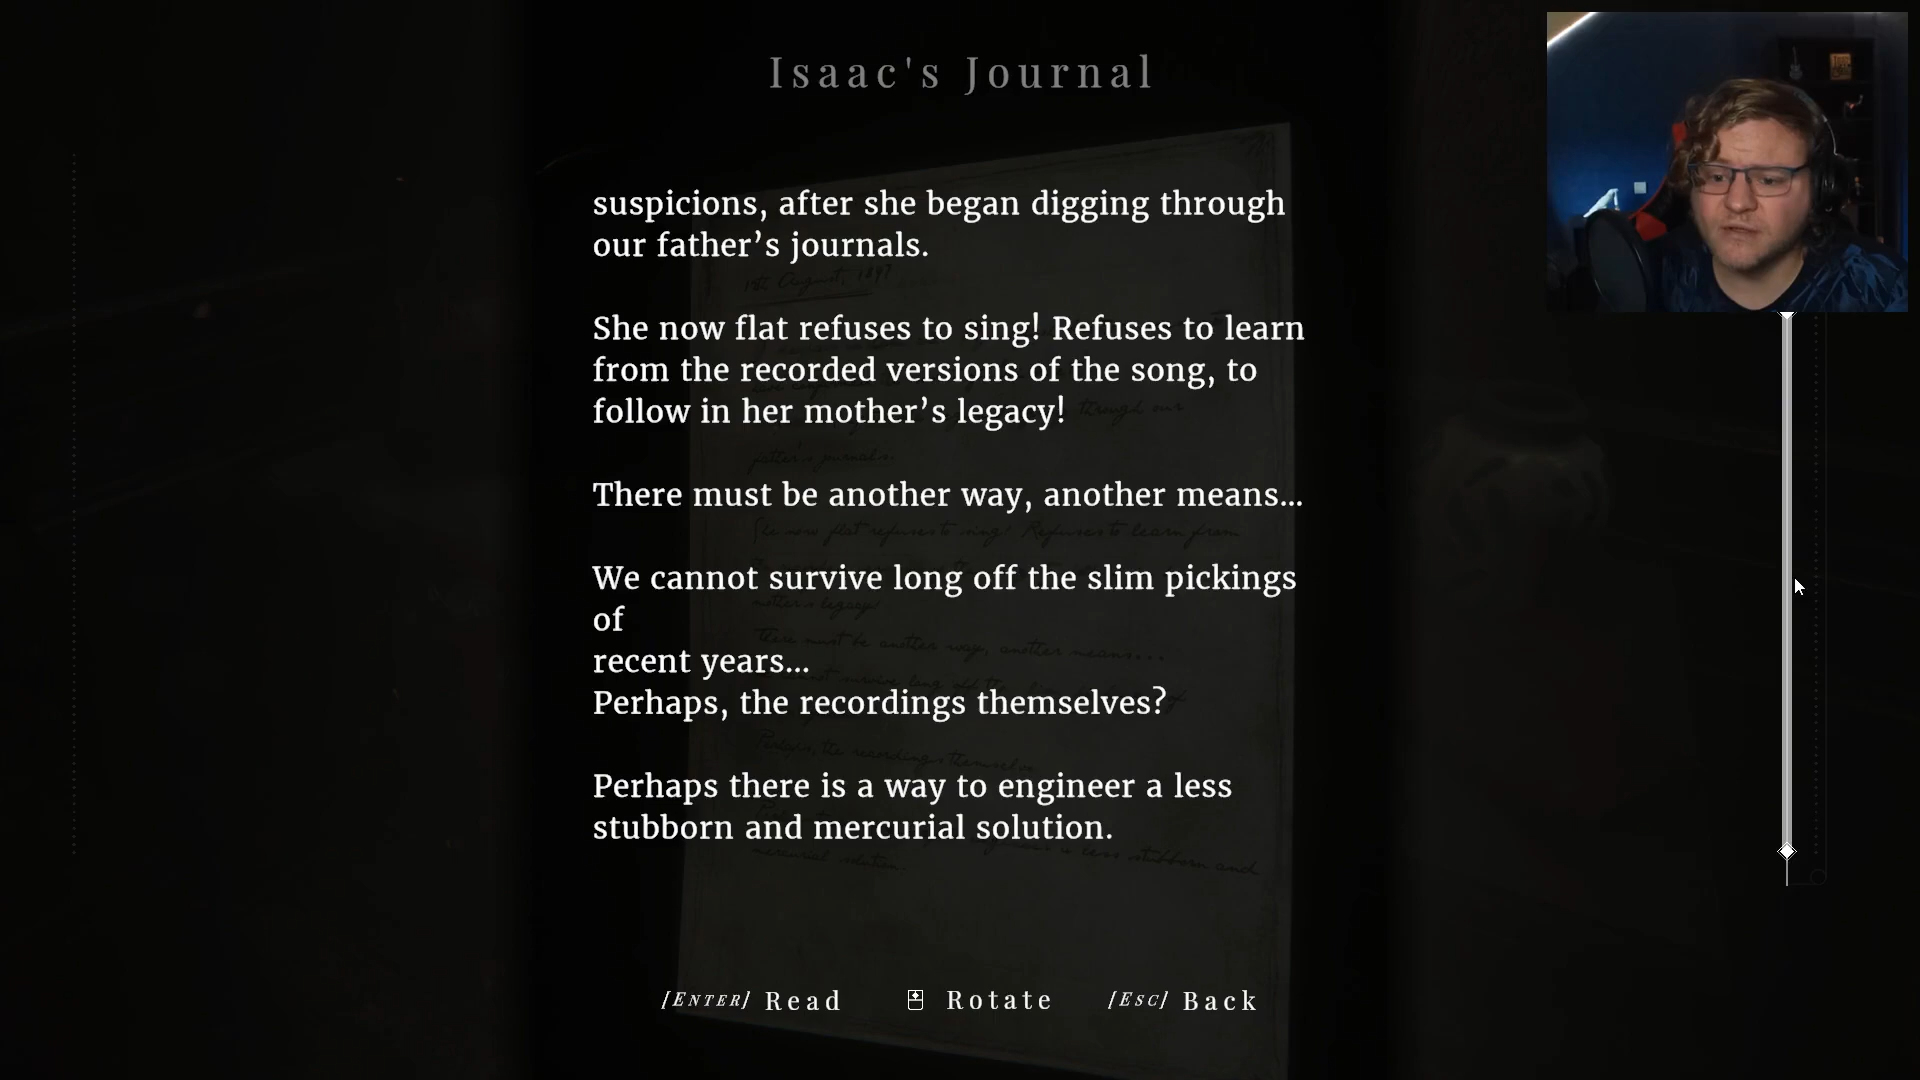 Isaac's Journal
suspicions, after she began digging through
our father’s journals.
She now flat refuses to sing! Refuses to learn
from the recorded versions of the song, to
follow in her mother’s legacy!
There must be another way, another means...
We cannot survive long off the slim pickings
of
recent years...
Perhaps, the recordings themselves?
Perhaps there is a way to engineer a less
stubborn and mercurial solution.
[ENTER] Read Rotate [ESC] Back